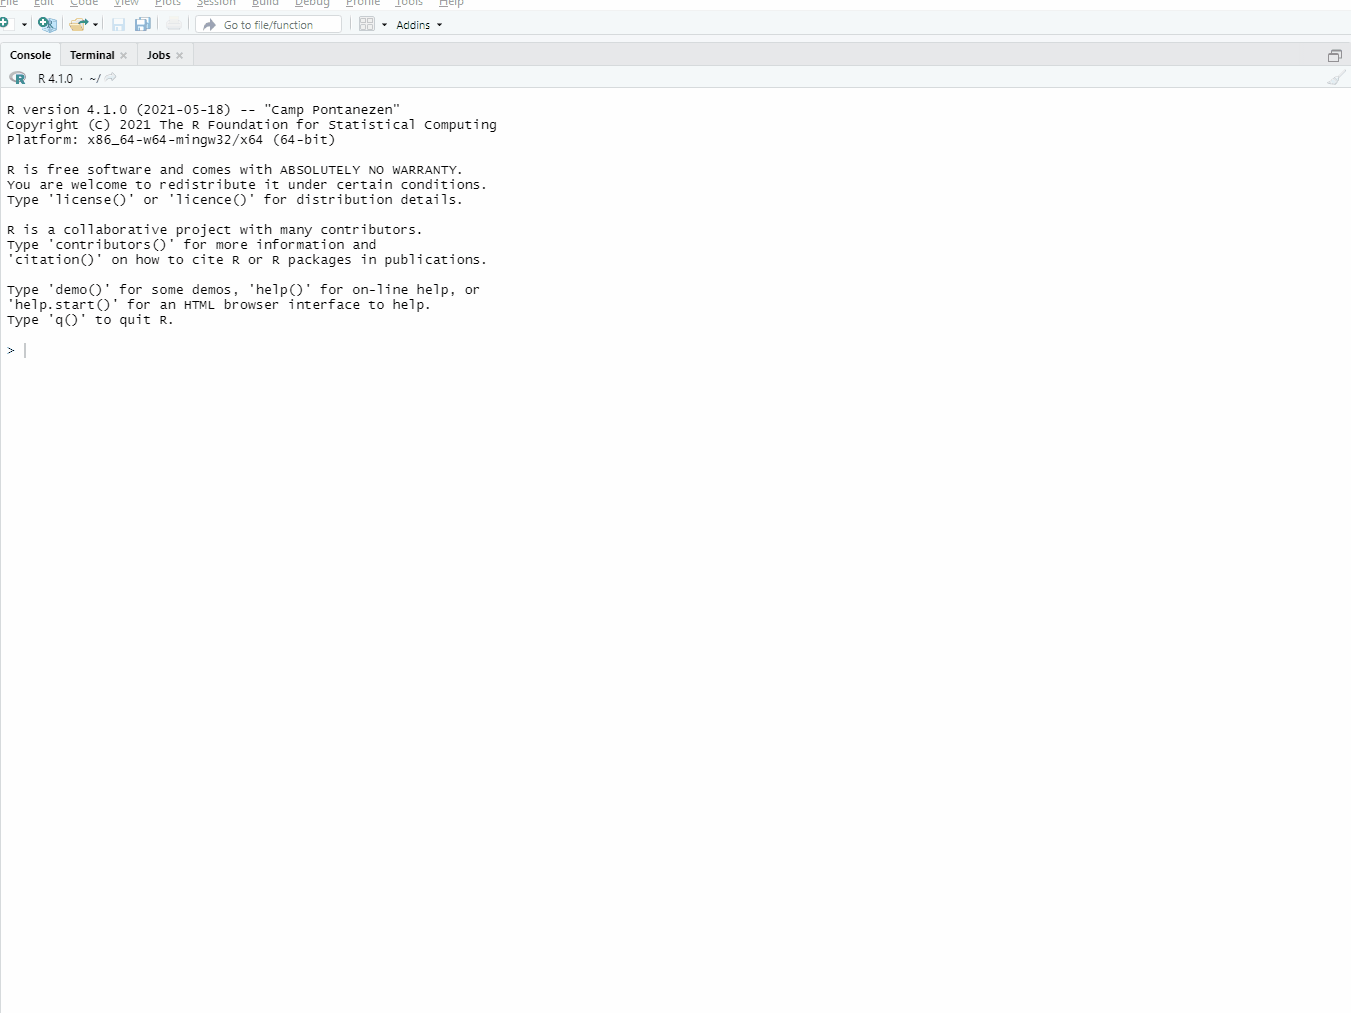 File Edit Code View Plots Session Build Debug Profile Tools Help
Go to file/function Addins
Console Terminal Jobs
R 4.1.0 · ~/
R version 4.1.0 (2021-05-18) -- "Camp Pontanezen"
Copyright (C) 2021 The R Foundation for Statistical Computing
Platform: x86_64-w64-mingw32/x64 (64-bit)
R is free software and comes with ABSOLUTELY NO WARRANTY.
You are welcome to redistribute it under certain conditions.
Type 'license()' or 'licence()' for distribution details.
R is a collaborative project with many contributors.
Type 'contributors()' for more information and
'citation()' on how to cite R or R packages in publications.
Type 'demo()' for some demos, 'help()' for on-line help, or
'help.start()' for an HTML browser interface to help.
Type 'q()' to quit R.
>